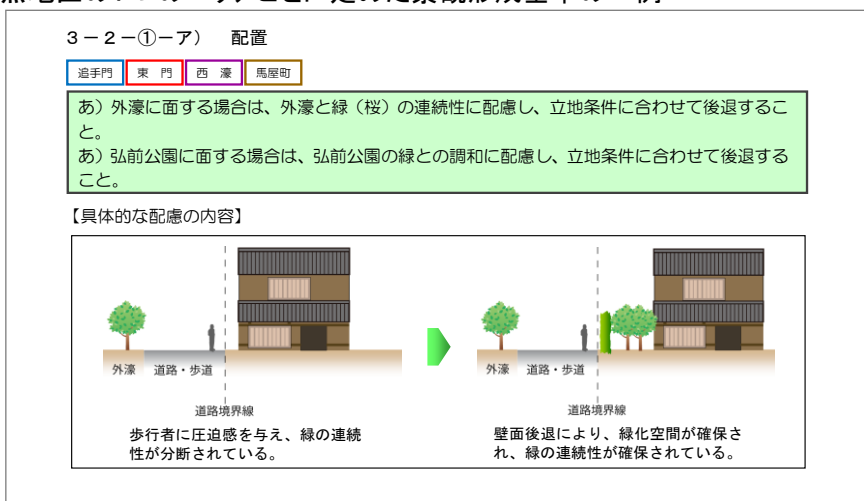 3－2－①－ア）　配置
追手門　東　門　西　濠　馬屋町
あ）外濠に面する場合は、外濠と緑（桜）の連続性に配慮し、立地条件に合わせて後退するこ
と。
あ）弘前公園に面する場合は、弘前公園の緑との調和に配慮し、立地条件に合わせて後退する
こと。
【具体的な配慮の内容】
外濠　道路・歩道
道路境界線
歩行者に圧迫感を与え、緑の連続
性が分断されている。
外濠　道路・歩道
道路境界線
壁面後退により、緑化空間が確保さ
れ、緑の連続性が確保されている。